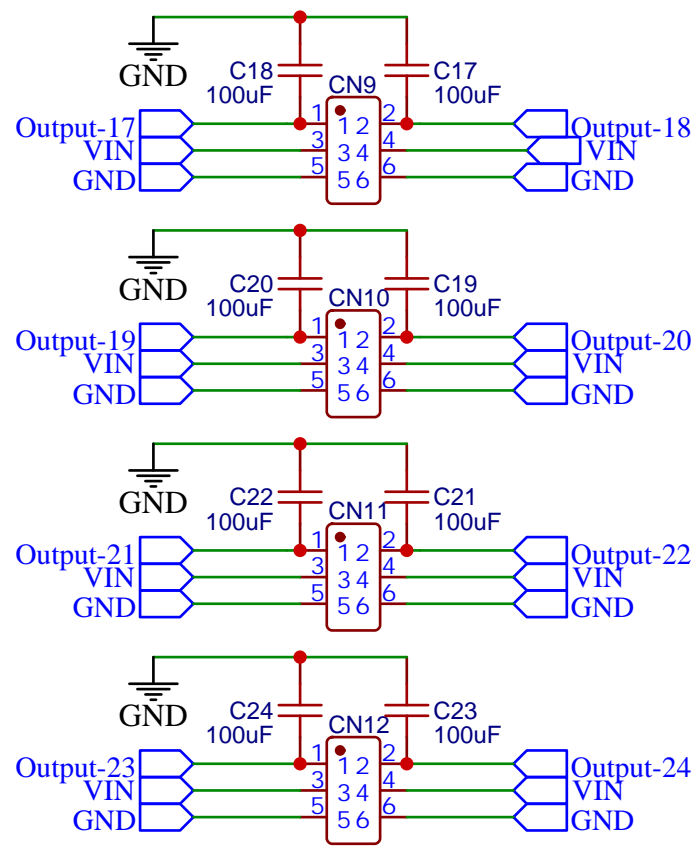 GND
C18 C17
100uF CN9 100uF
Output-17 1 1 2 2 Output-18
VIN 3 3 4 4 VIN
GND 5 5 6 6 GND
GND
C20 C19
100uF CN10 100uF
Output-19 1 1 2 2 Output-20
VIN 3 3 4 4 VIN
GND 5 5 6 6 GND
GND
C22 C21
100uF CN11 100uF
Output-21 1 1 2 2 Output-22
VIN 3 3 4 4 VIN
GND 5 5 6 6 GND
GND
C24 C23
100uF CN12 100uF
Output-23 1 1 2 2 Output-24
VIN 3 3 4 4 VIN
GND 5 5 6 6 GND